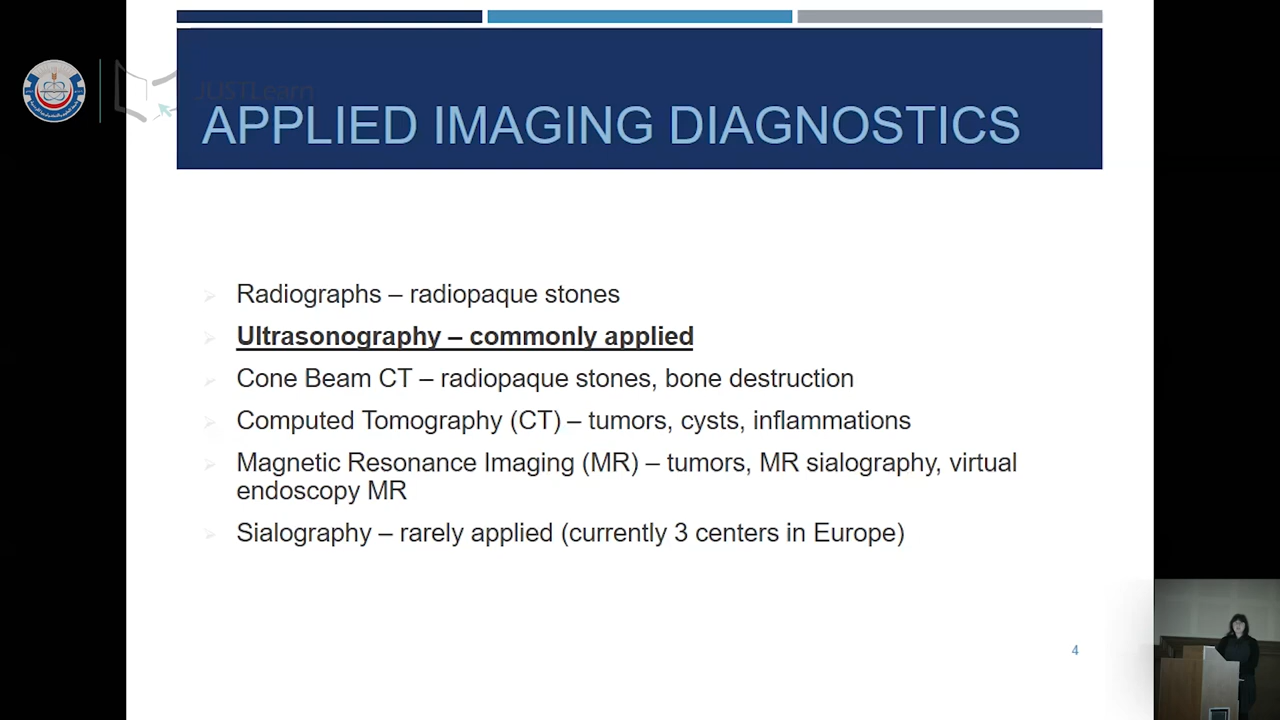 JUSTLearn
APPLIED IMAGING DIAGNOSTICS
Radiographs – radiopaque stones
Ultrasonography – commonly applied
Cone Beam CT – radiopaque stones, bone destruction
Computed Tomography (CT) – tumors, cysts, inflammations
Magnetic Resonance Imaging (MR) – tumors, MR sialography, virtual
endoscopy MR
Sialography – rarely applied (currently 3 centers in Europe)
4